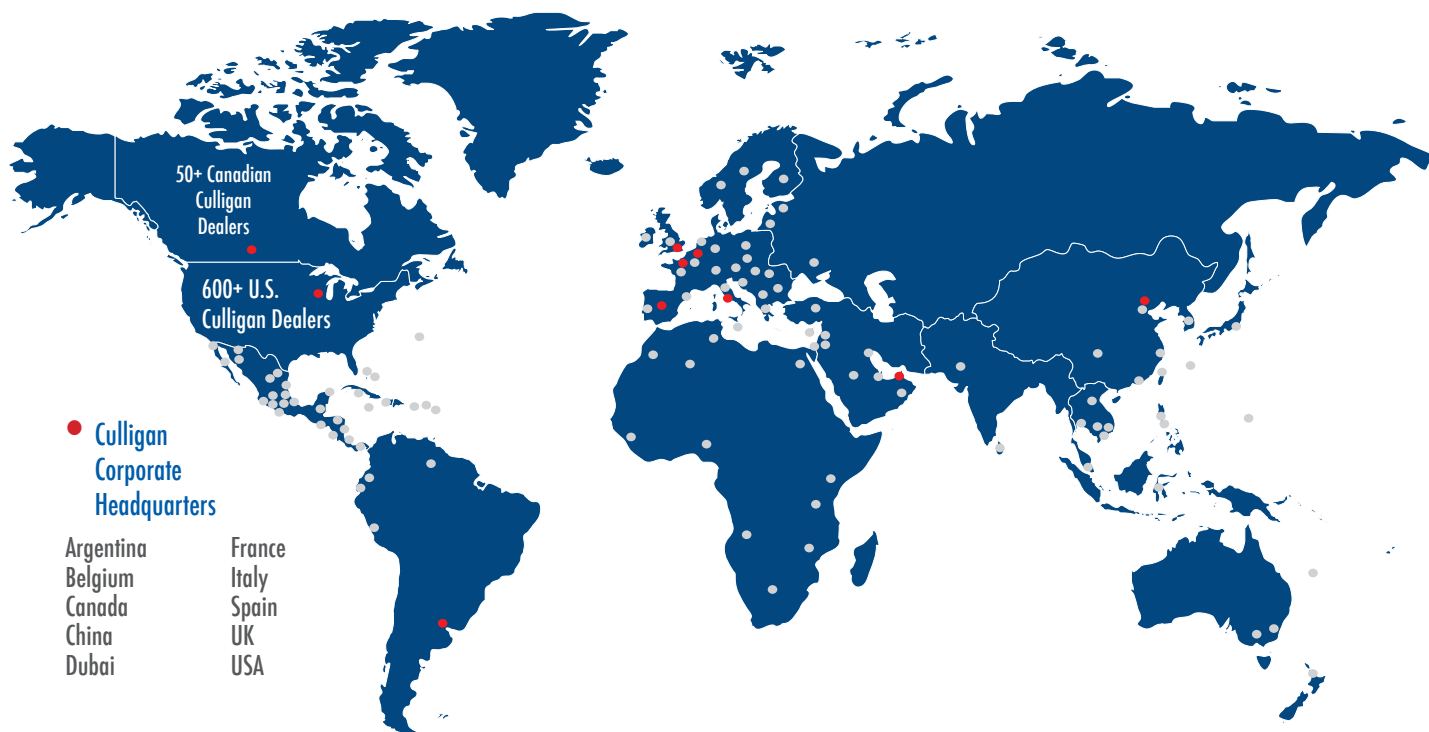 50+ Canadian
Culligan
Dealers
600+ U.S.
Culligan Dealers
Culligan
Corporate
Headquarters
Argentina
Belgium
Canada
China
Dubai
France
Italy
Spain
UK
USA